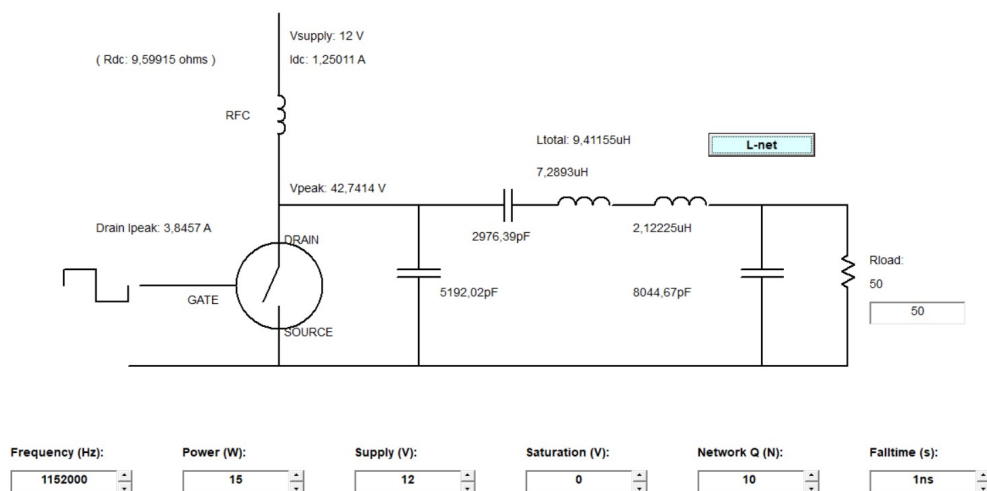 Vsupply: 12 V
( Rdc: 9,59915 ohms )
Idc: 1,25011 A
RFC
Ltotal: 9,41155uH
L-net
7,2893uH
Vpeak: 42,7414 V
Drain Ipeak: 3,8457 A
DRAIN
2976,39pF
2,12225uH
Rload:
50
GATE
5192,02pF
8044,67pF
50
SOURCE
Frequency (Hz): Power (W): Supply (V): Saturation (V): Network Q (N): Falltime (s):
1152000 15 12 0 10 1ns